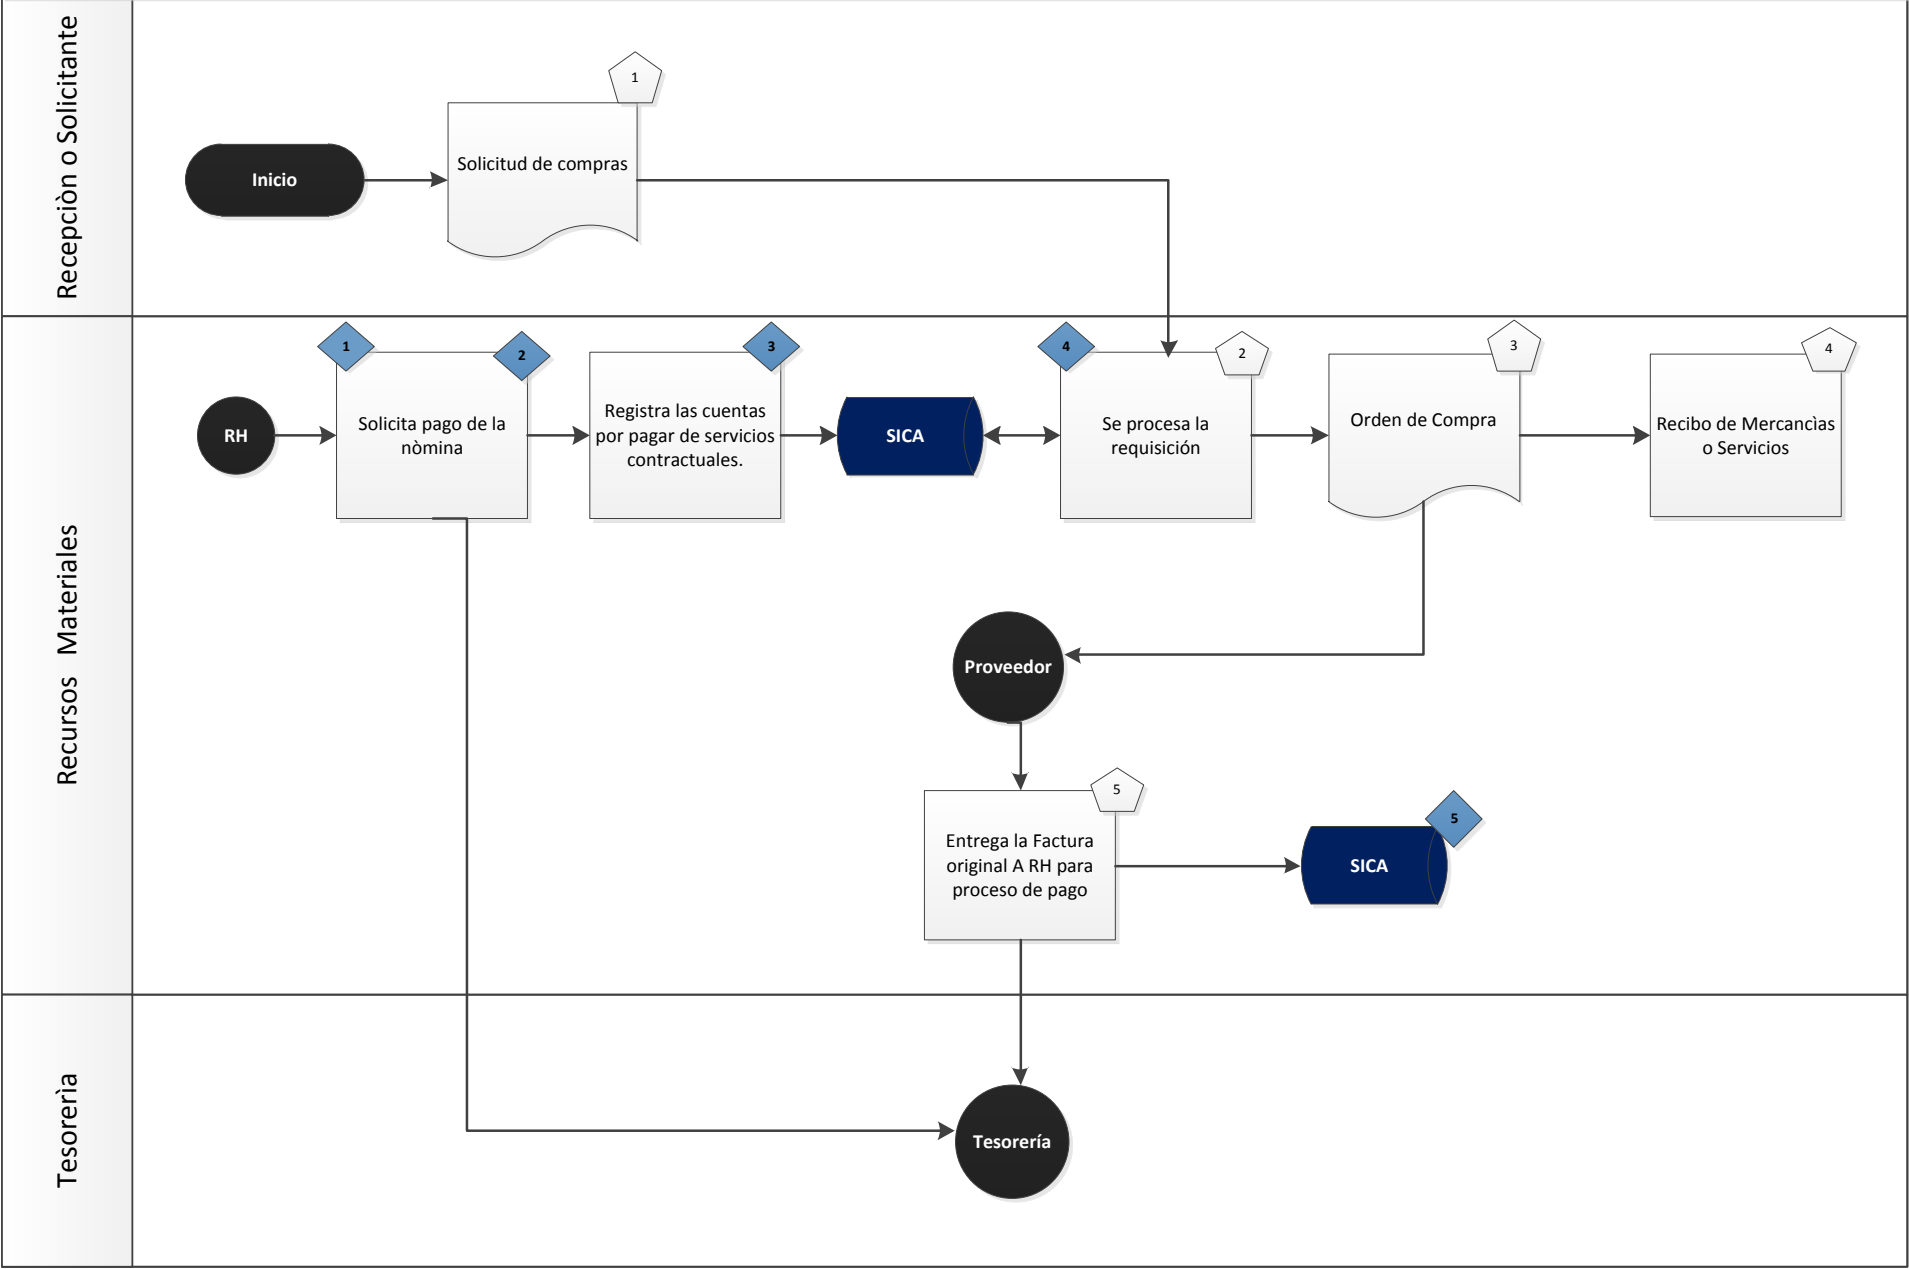 Recepciòn o Solicitante
1
Inicio
Solicitud de compras
Recursos Materiales
1
2
3
4
2
3
4
RH
Solicita pago de la
nòmina
Registra las cuentas
por pagar de servicios
contractuales.
SICA
Se procesa la
requisición
Orden de Compra
Recibo de Mercancìas
o Servicios
Proveedor
5
Entrega la Factura
original A RH para
proceso de pago
5
SICA
Tesorerìa
Tesorería